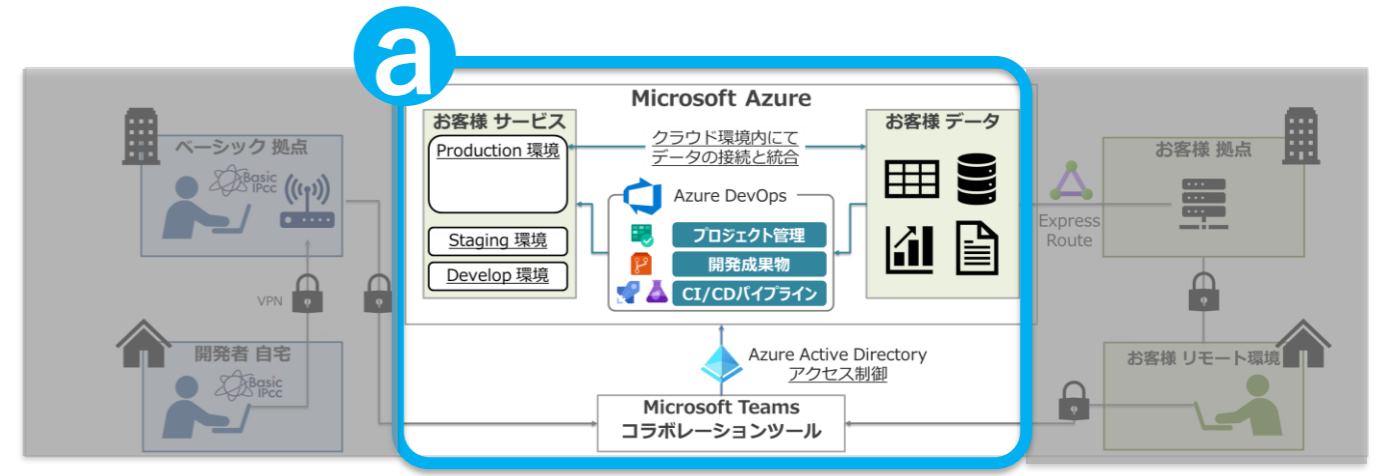 a
Microsoft Azure
お客様 サービス
Production 環境
Staging 環境
Develop 環境
クラウド環境内にて
データの接続と統合
Azure DevOps
プロジェクト管理
開発成果物
CI/CDパイプライン
お客様 データ
Azure Active Directory
アクセス制御
Microsoft Teams
コラボレーションツール
ベーシック 拠点
Basic
IPcc
VPN
開発者 自宅
Basic
IPcc
Express
Route
お客様 拠点
お客様 リモート環境